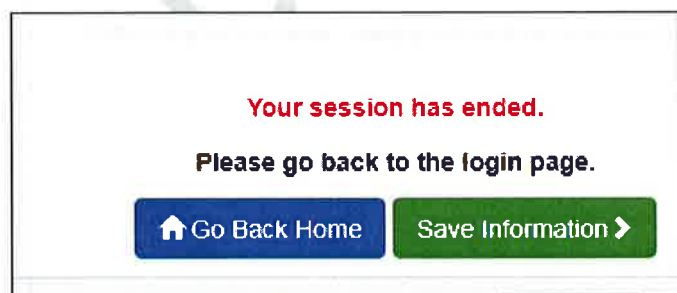 Your session has ended.
Please go back to the login page.
Go Back Home
Save Information